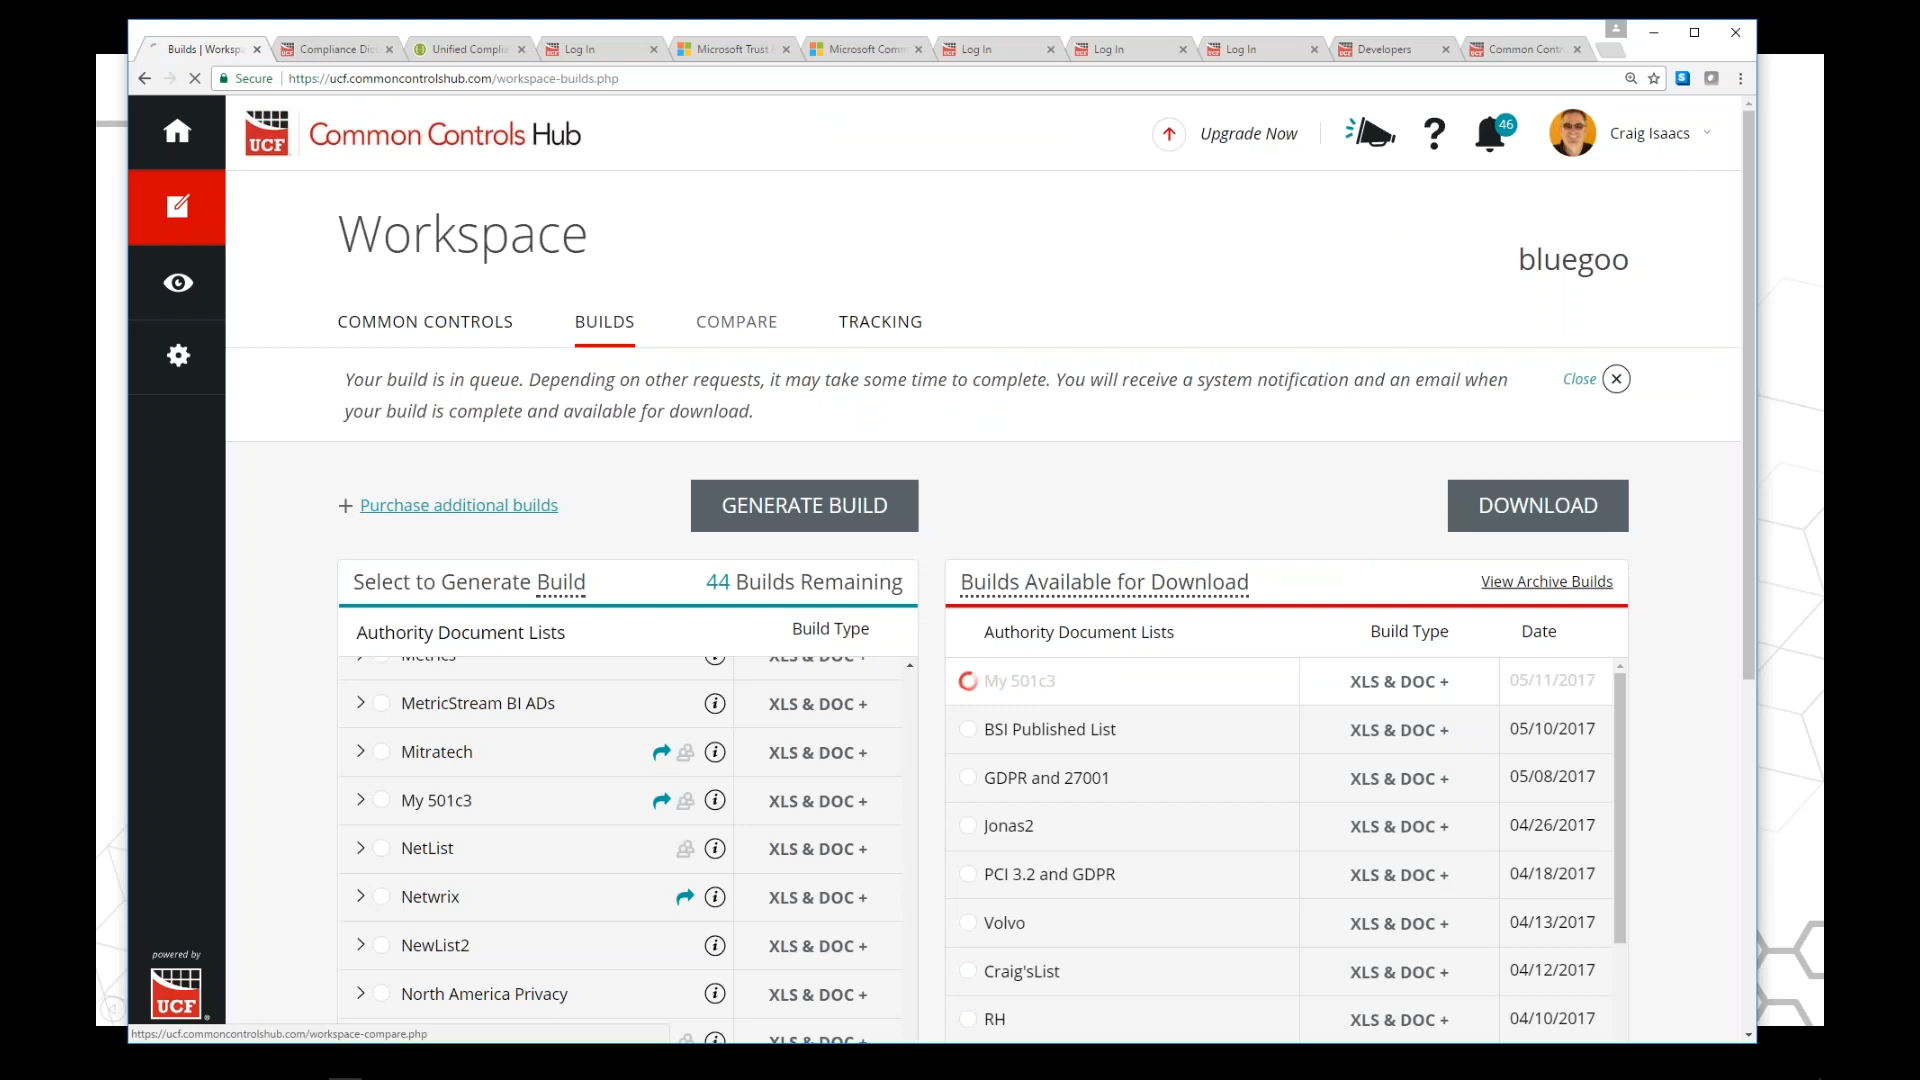 Builds | Workspa
Compliance Dict
Unified Complia
Log In
Microsoft Trust
Microsoft Comm
Log In
Log In
Log In
Developers
Common Contr
Secure
https://ucf.commoncontrolshub.com/workspace-builds.php
UCF
Common Controls Hub
Upgrade Now
?
46
Craig Isaacs
Workspace
bluegoo
COMMON CONTROLS
BUILDS
COMPARE
TRACKING
Your build is in queue. Depending on other requests, it may take some time to complete. You will receive a system notification and an email when
your build is complete and available for download.
Close
+ Purchase additional builds
GENERATE BUILD
DOWNLOAD
Select to Generate Build
44 Builds Remaining
Authority Document Lists
Build Type
Metrics
XLS & DOC +
MetricStream BI ADs
XLS & DOC +
Mitratech
XLS & DOC +
My 501c3
XLS & DOC +
NetList
XLS & DOC +
Netwrix
XLS & DOC +
NewList2
XLS & DOC +
North America Privacy
XLS & DOC +
XLS & DOC +
Builds Available for Download
View Archive Builds
Authority Document Lists
Build Type
Date
My 501c3
XLS & DOC +
05/11/2017
BSI Published List
XLS & DOC +
05/10/2017
GDPR and 27001
XLS & DOC +
05/08/2017
Jonas2
XLS & DOC +
04/26/2017
PCI 3.2 and GDPR
XLS & DOC +
04/18/2017
Volvo
XLS & DOC +
04/13/2017
Craig'sList
XLS & DOC +
04/12/2017
RH
XLS & DOC +
04/10/2017
powered by
UCF
https://ucf.commoncontrolshub.com/workspace-compare.php